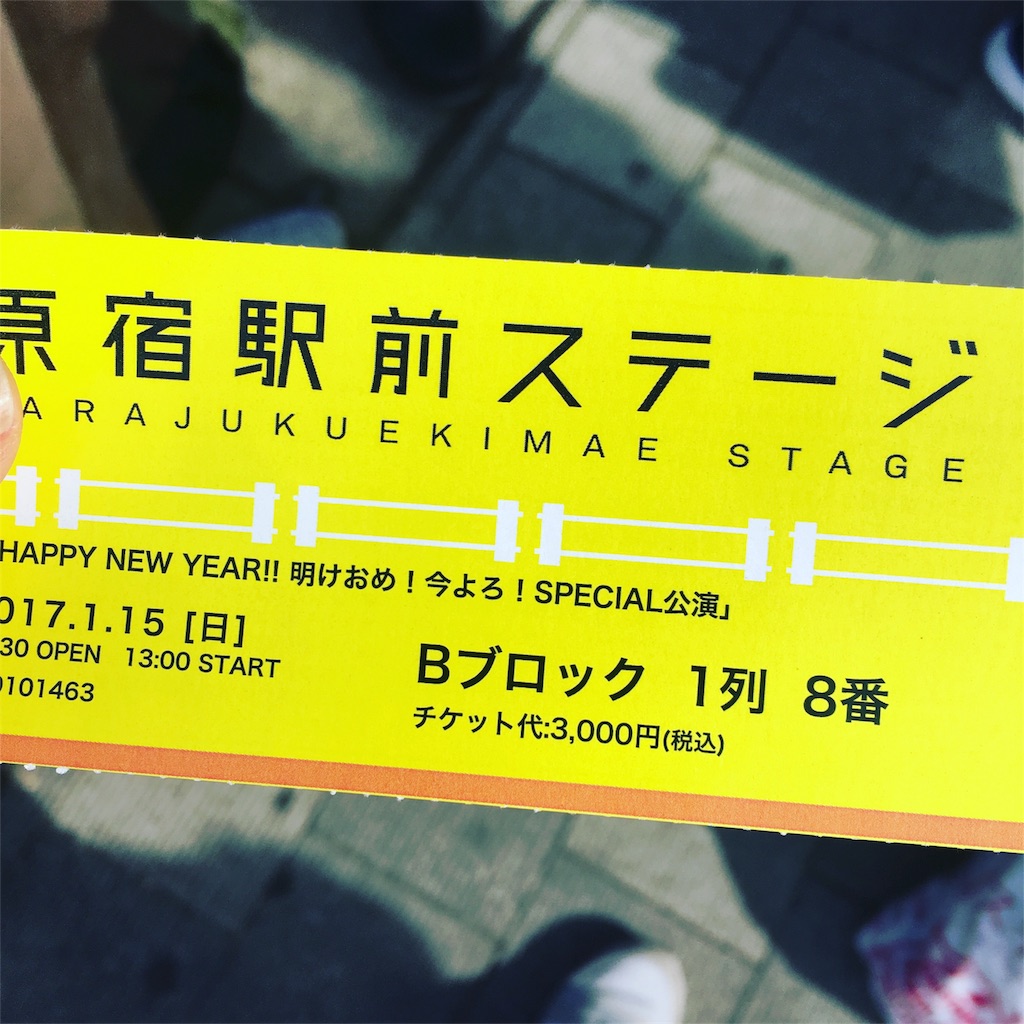 原宿駅前ステージ
ARAJUKUEKIMAE STAGE
HAPPY NEW YEAR!! 明けおめ！今よろ！SPECIAL公演」
017.1.15 [日]
30 OPEN 13:00 START
0101463
Bブロック 1列 8番
チケット代:3,000円(税込)